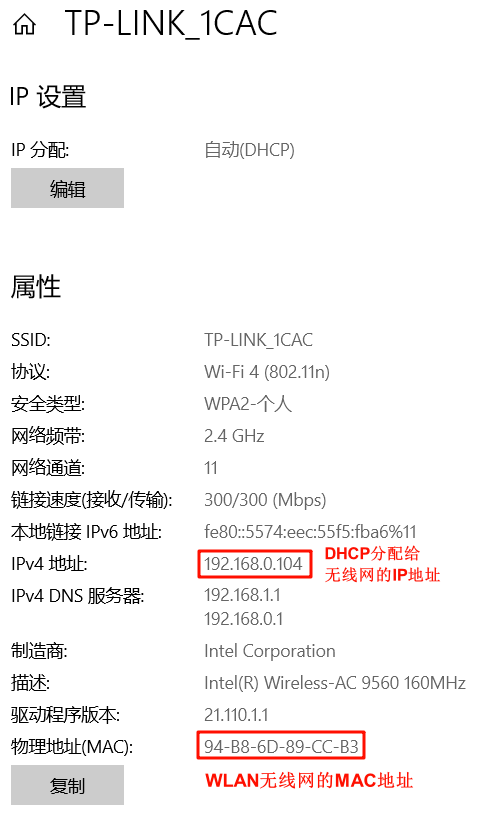 TP-LINK_1CAC
IP 设置
IP 分配: 自动(DHCP)
编辑
属性
SSID: TP-LINK_1CAC
协议: Wi-Fi 4 (802.11n)
安全类型: WPA2-个人
网络频带: 2.4 GHz
网络通道: 11
链接速度(接收/传输): 300/300 (Mbps)
本地链接 IPv6 地址: fe80::5574:eec:55f5:fba6%11
IPv4 地址: 192.168.0.104 DHCP分配给
无线网的IP地址
IPv4 DNS 服务器: 192.168.1.1
192.168.0.1
制造商: Intel Corporation
描述: Intel(R) Wireless-AC 9560 160MHz
驱动程序版本: 21.110.1.1
物理地址(MAC): 94-B8-6D-89-CC-B3
复制 WLAN无线网的MAC地址